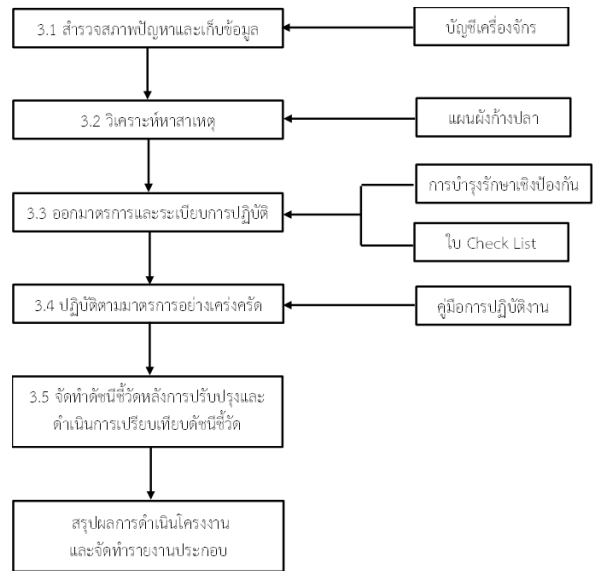 3.1 สำรวจสภาพปัญหาและเก็บข้อมูล
บัญชีเครื่องจักร
3.2 วิเคราะห์หาสาเหตุ
แผนผังก้างปลา
การบำรุงรักษาเชิงป้องกัน
3.3 ออกมาตรการและระเบียบการปฏิบัติ
ใบ Check List
3.4 ปฏิบัติตามมาตรการอย่างเคร่งครัด
คู่มือการปฏิบัติงาน
3.5 จัดทำดัชนีชี้วัดหลังการปรับปรุงและ
ดำเนินการเปรียบเทียบดัชนีชี้วัด
สรุปผลการดำเนินโครงงาน
และจัดทำรายงานประกอบ